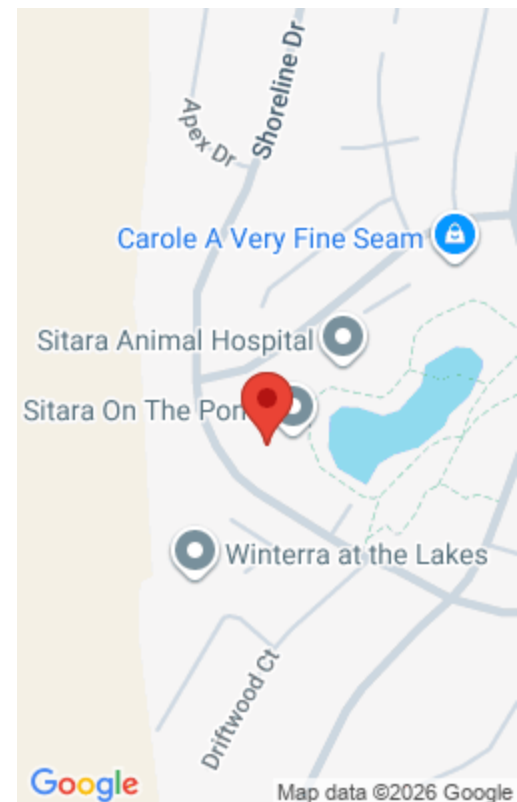 Shoreline Dr
Apex Dr
Carole A Very Fine Seam
Sitara Animal Hospital
Sitara On The Pon
Winterra at the Lakes
Driftwood Ct
Google
Map data ©2026 Google